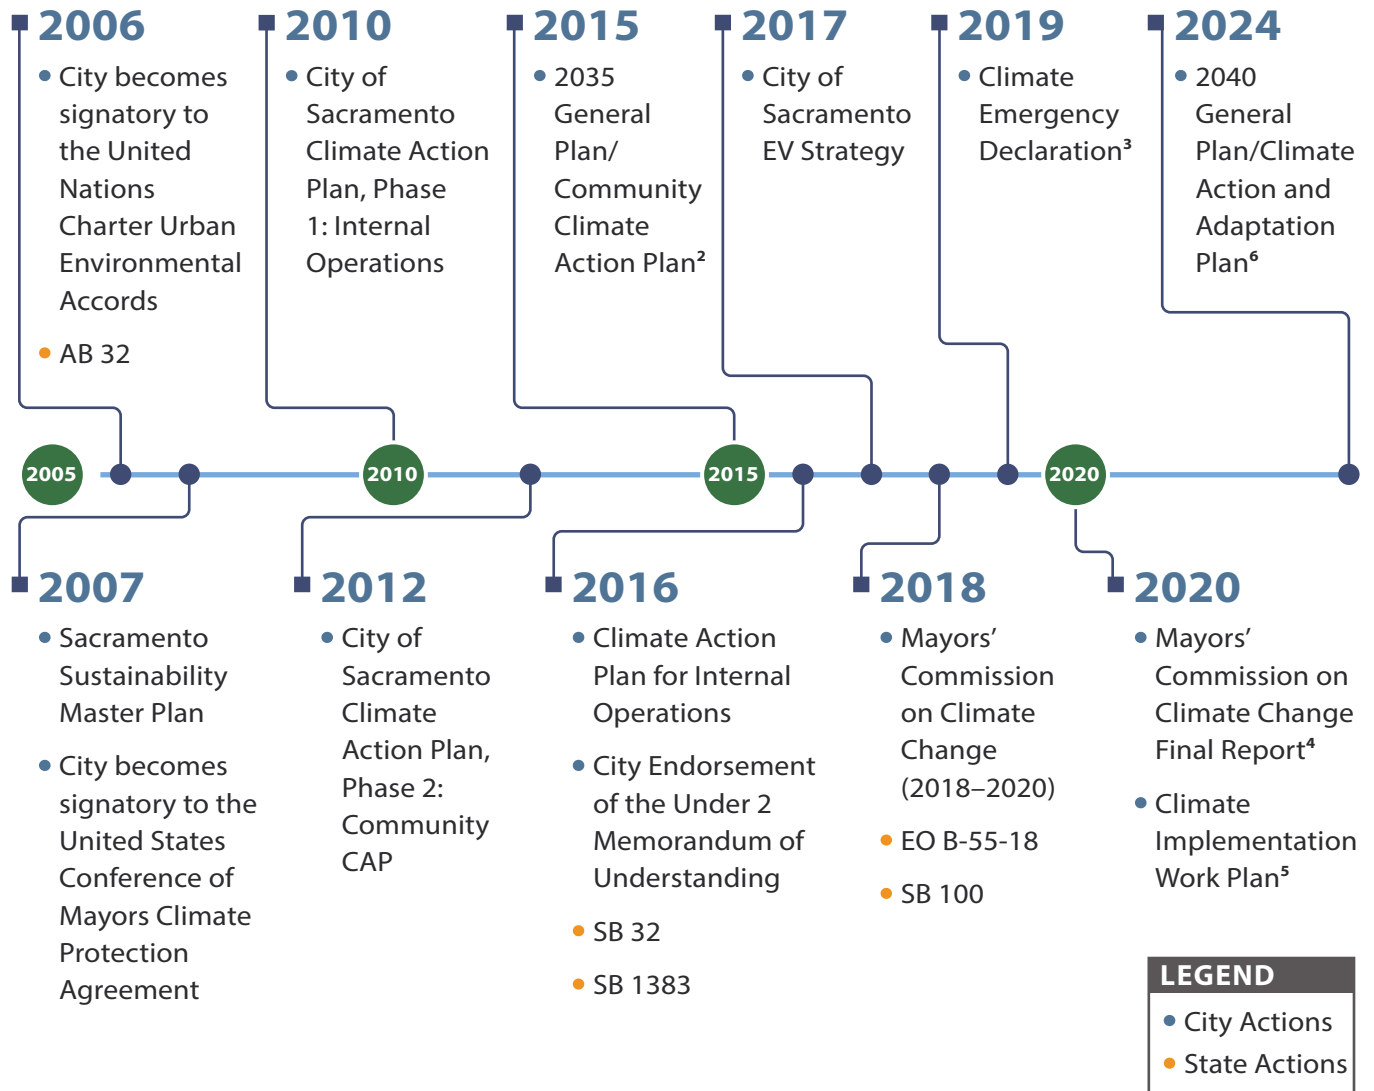 2006
City becomes
signatory to
the United
Nations
Charter Urban
Environmental
Accords
AB 32
2010
City of
Sacramento
Climate Action
Plan, Phase
1: Internal
Operations
2015
2035
General
Plan/
Community
Climate
Action Plan²
2017
City of
Sacramento
EV Strategy
2019
Climate
Emergency
Declaration³
2024
2040
General
Plan/Climate
Action and
Adaptation
Plan⁶
2005
2010
2015
2020
2007
Sacramento
Sustainability
Master Plan
City becomes
signatory to the
United States
Conference of
Mayors Climate
Protection
Agreement
2012
City of
Sacramento
Climate
Action Plan,
Phase 2:
Community
CAP
2016
Climate Action
Plan for Internal
Operations
City Endorsement
of the Under 2
Memorandum of
Understanding
SB 32
SB 1383
2018
Mayors’
Commission
on Climate
Change
(2018–2020)
EO B-55-18
SB 100
2020
Mayors’
Commission on
Climate Change
Final Report⁴
Climate
Implementation
Work Plan⁵
LEGEND
City Actions
State Actions